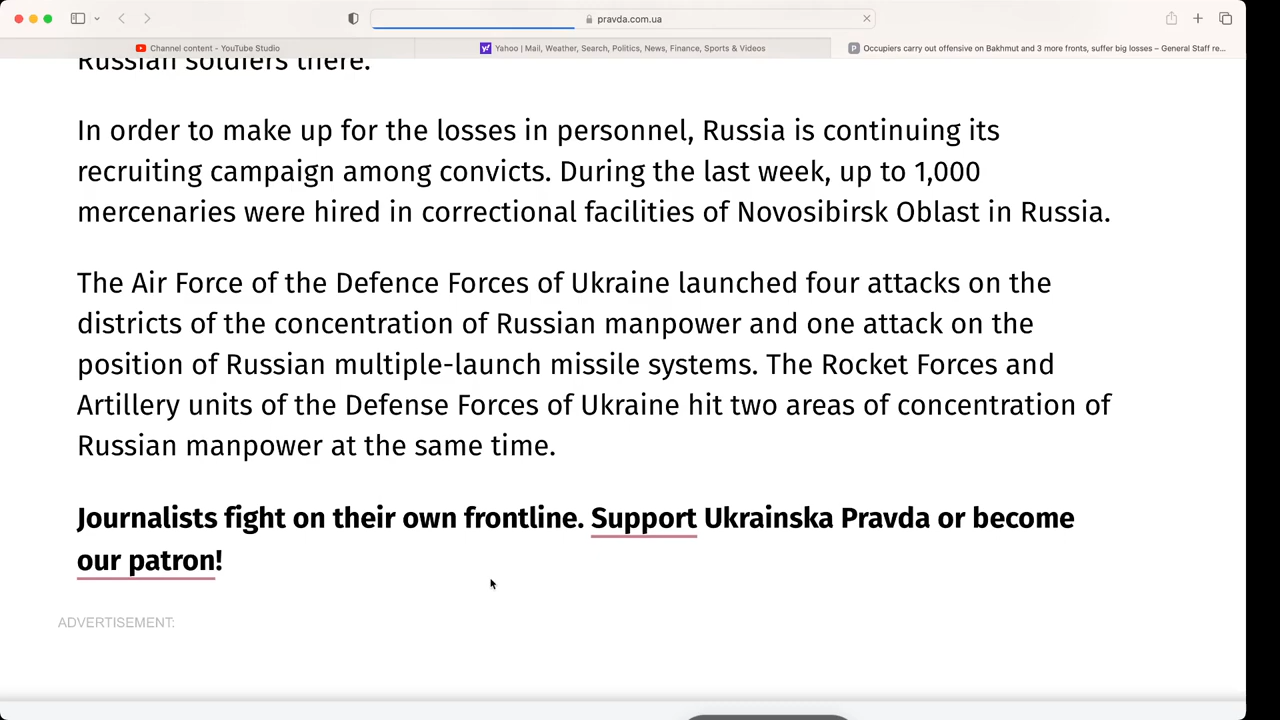 pravda.com.ua
Channel content - YouTube Studio
Yahoo | Mail, Weather, Search, Politics, News, Finance, Sports & Videos
Occupiers carry out offensive on Bakhmut and 3 more fronts, suffer big losses – General Staff re...
Russian soldiers there.
In order to make up for the losses in personnel, Russia is continuing its
recruiting campaign among convicts. During the last week, up to 1,000
mercenaries were hired in correctional facilities of Novosibirsk Oblast in Russia.
The Air Force of the Defence Forces of Ukraine launched four attacks on the
districts of the concentration of Russian manpower and one attack on the
position of Russian multiple-launch missile systems. The Rocket Forces and
Artillery units of the Defense Forces of Ukraine hit two areas of concentration of
Russian manpower at the same time.
Journalists fight on their own frontline. Support Ukrainska Pravda or become
our patron!
ADVERTISEMENT: